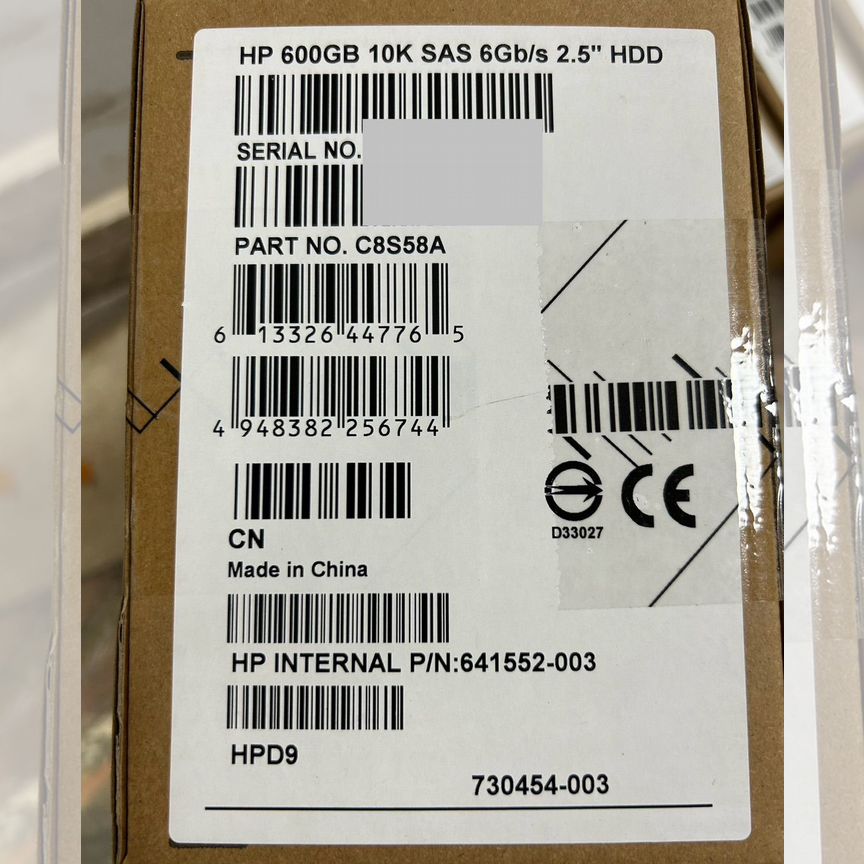 HP 600GB 10K SAS 6Gb/s 2.5" HDD
SERIAL NO.
PART NO. C8S58A
6 13326 44776 5
4 948382 256744
CE
D33027
CN
Made in China
HP INTERNAL P/N:641552-003
HPD9
730454-003